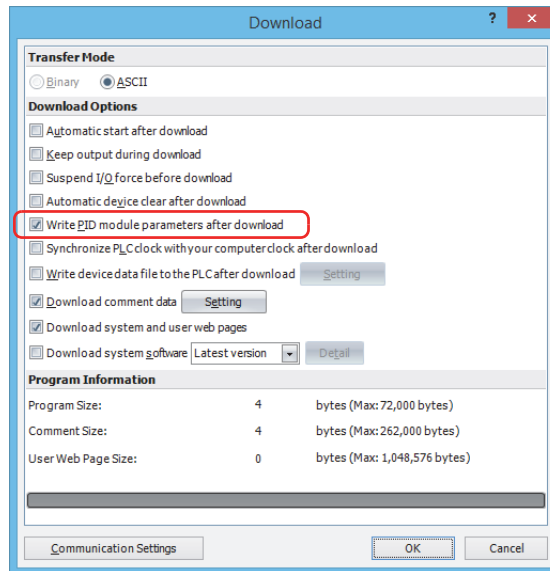 Download ? ×
Transfer Mode
Binary ASCII
Download Options
Automatic start after download
Keep output during download
Suspend I/O force before download
Automatic device clear after download
Write PID module parameters after download
Synchronize PLC clock with your computer clock after download
Write device data file to the PLC after download Setting
Download comment data Setting
Download system and user web pages
Download system software Latest version Detail
Program Information
Program Size: 4 bytes (Max: 72,000 bytes)
Comment Size: 4 bytes (Max: 262,000 bytes)
User Web Page Size: 0 bytes (Max: 1,048,576 bytes)
Communication Settings OK Cancel